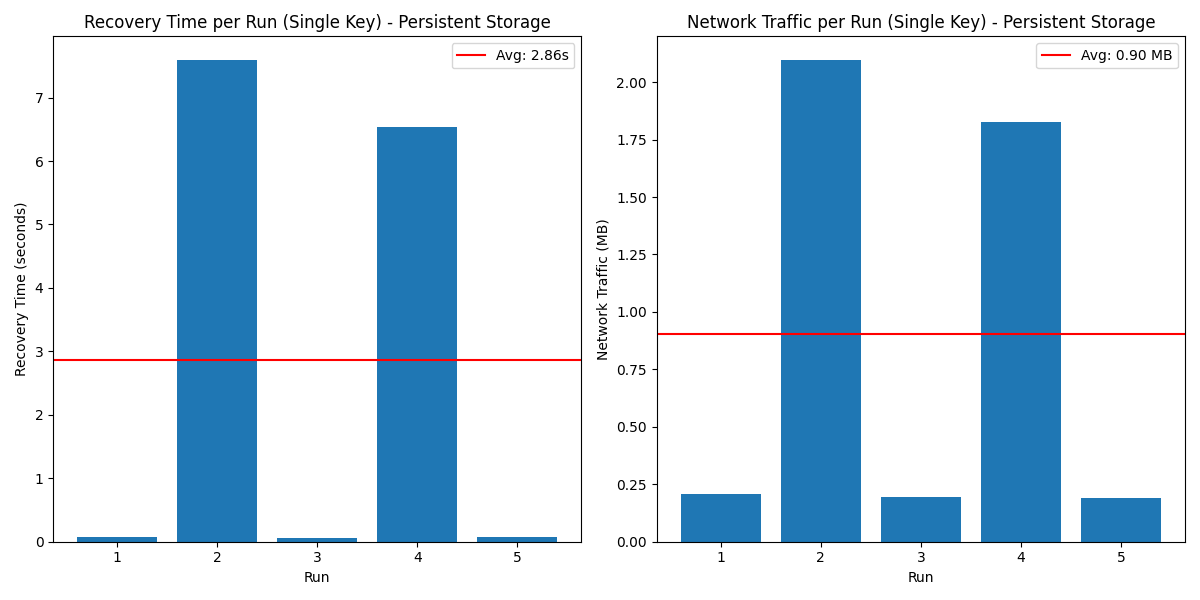 Recovery Time per Run (Single Key) - Persistent Storage
Avg: 2.86s
Recovery Time (seconds)
7
6
5
4
3
2
1
0
1 2 3 4 5
Run
Network Traffic per Run (Single Key) - Persistent Storage
Avg: 0.90 MB
Network Traffic (MB)
2.00
1.75
1.50
1.25
1.00
0.75
0.50
0.25
0.00
1 2 3 4 5
Run